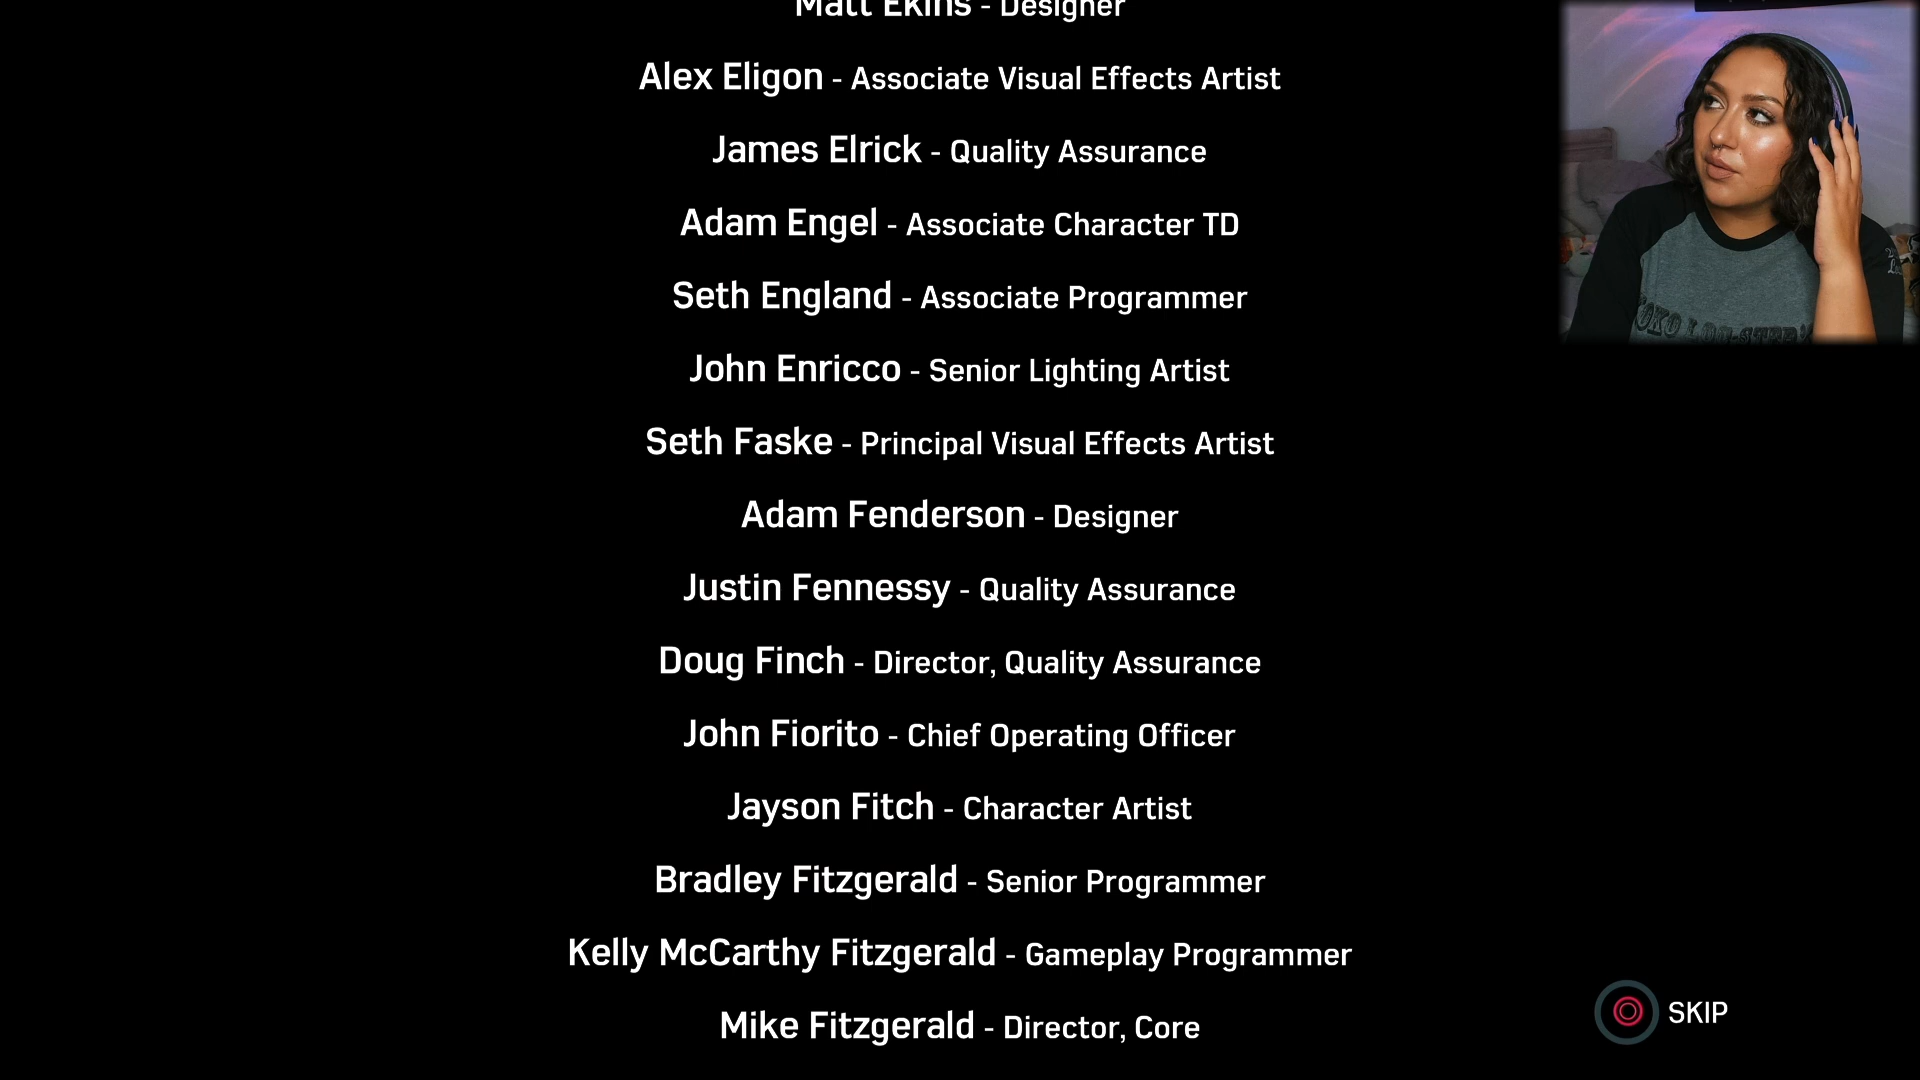 Matt Ekins - Designer
Alex Eligon - Associate Visual Effects Artist
James Elrick - Quality Assurance
Adam Engel - Associate Character TD
Seth England - Associate Programmer
John Enricco - Senior Lighting Artist
Seth Faske - Principal Visual Effects Artist
Adam Fenderson - Designer
Justin Fennessy - Quality Assurance
Doug Finch - Director, Quality Assurance
John Fiorito - Chief Operating Officer
Jayson Fitch - Character Artist
Bradley Fitzgerald - Senior Programmer
Kelly McCarthy Fitzgerald - Gameplay Programmer
Mike Fitzgerald - Director, Core
SKIP